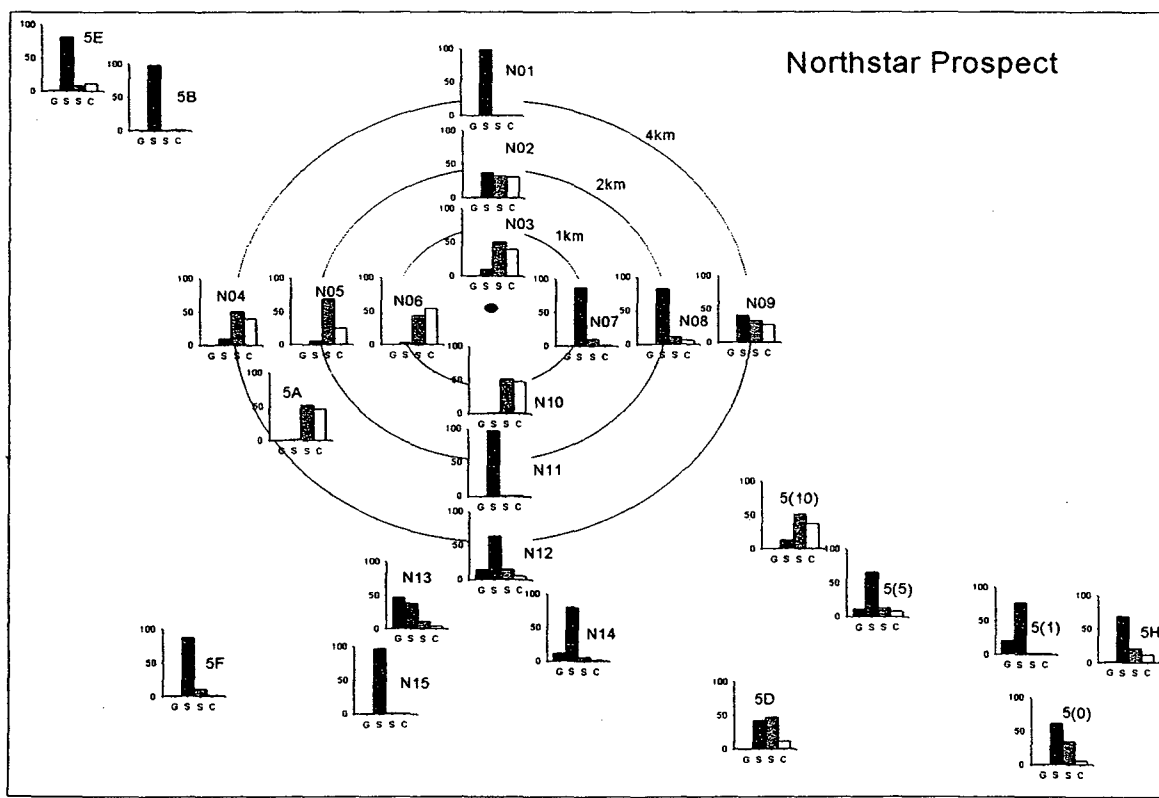 Northstar Prospect
100
50
0
5E
G S S C
100
50
0
5B
G S S C
100
50
0
N01
G S S C
4km
100
50
0
N02
G S S C
2km
100
50
0
N03
G S S C
1km
100
50
0
N04
G S S C
100
50
0
N05
G S S C
100
50
0
N06
G S S C
100
50
0
N07
G S S C
100
50
0
N08
G S S C
100
50
0
N09
G S S C
100
50
0
5A
G S S C
100
50
0
N10
G S S C
100
50
0
N11
G S S C
100
50
0
N12
G S S C
100
50
0
5(10)
G S S C
100
50
0
5(5)
G S S C
100
50
0
N13
G S S C
100
50
0
N14
G S S C
100
50
0
5(1)
G S S C
100
50
0
5H
G S S C
100
50
0
5F
G S S C
100
50
0
N15
G S S C
100
50
0
5D
G S S C
100
50
0
5(0)
G S S C